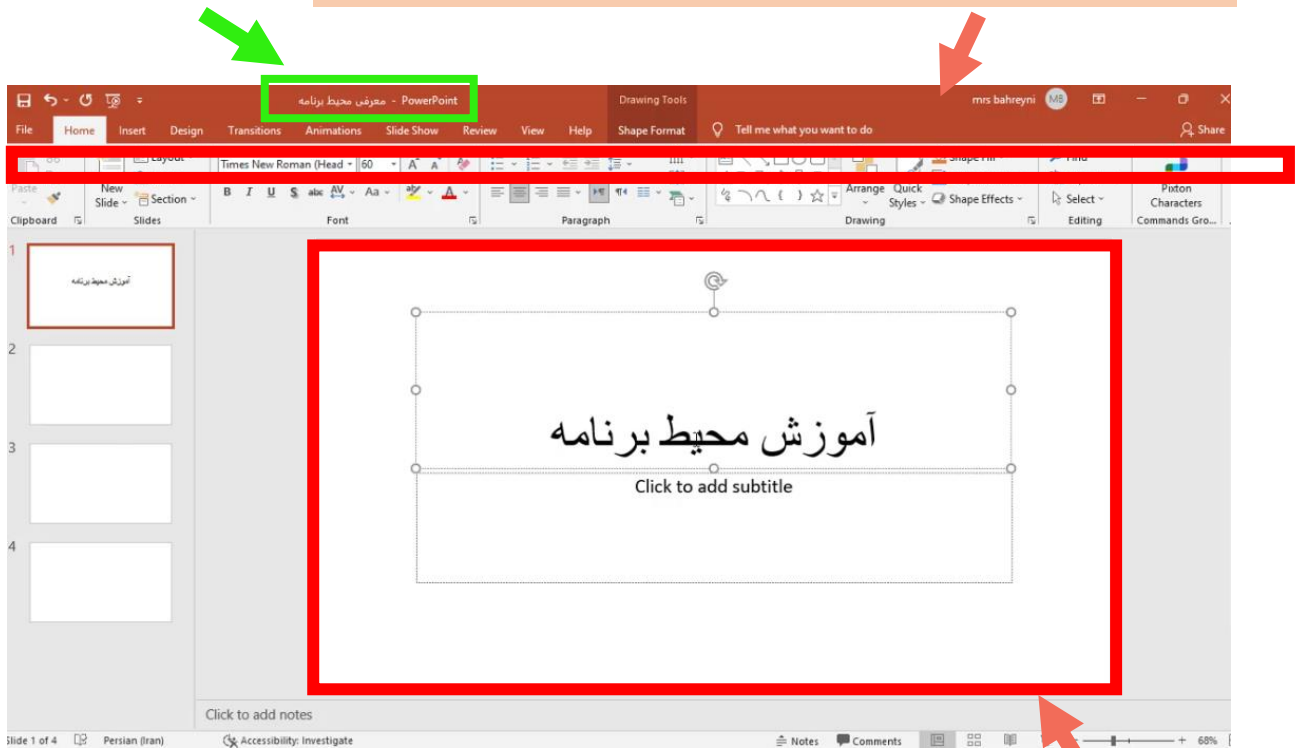 PowerPoint - معرفی محیط برنامه
Drawing Tools
mrs bahreyni MB
File Home Insert Design Transitions Animations Slide Show Review View Help Shape Format Tell me what you want to do Share
Layout
Times New Roman (Head 60
Shape Fill
Find
Paste
New
Slide
Section
Arrange
Quick
Styles
Shape Effects
Select
Pixton
Characters
Clipboard Slides Font Paragraph Drawing Editing Commands Gro...
1
آموزش محیط برنامه
2
3
4
آموزش محیط برنامه
Click to add subtitle
Click to add notes
Slide 1 of 4 Persian (Iran) Accessibility: Investigate Notes Comments 68%